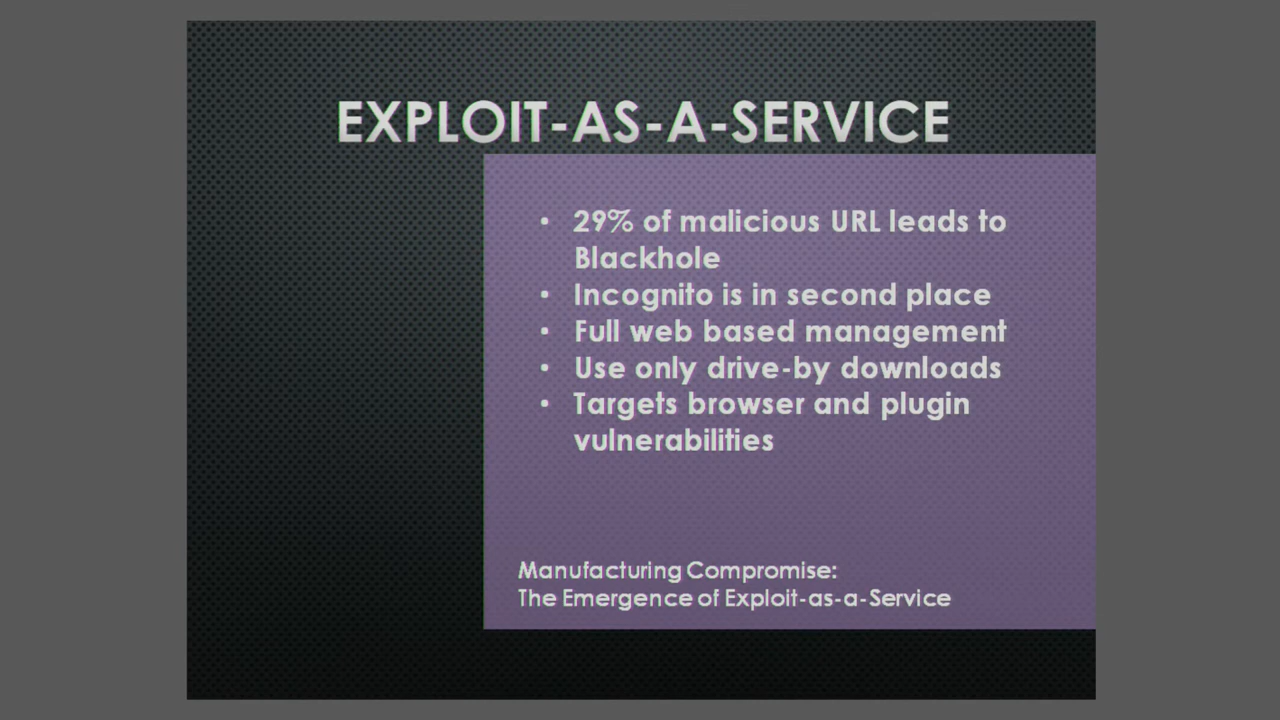 EXPLOIT-AS-A-SERVICE
• 29% of malicious URL leads to
Blackhole
• Incognito is in second place
• Full web based management
• Use only drive-by downloads
• Targets browser and plugin
vulnerabilities
Manufacturing Compromise:
The Emergence of Exploit-as-a-Service